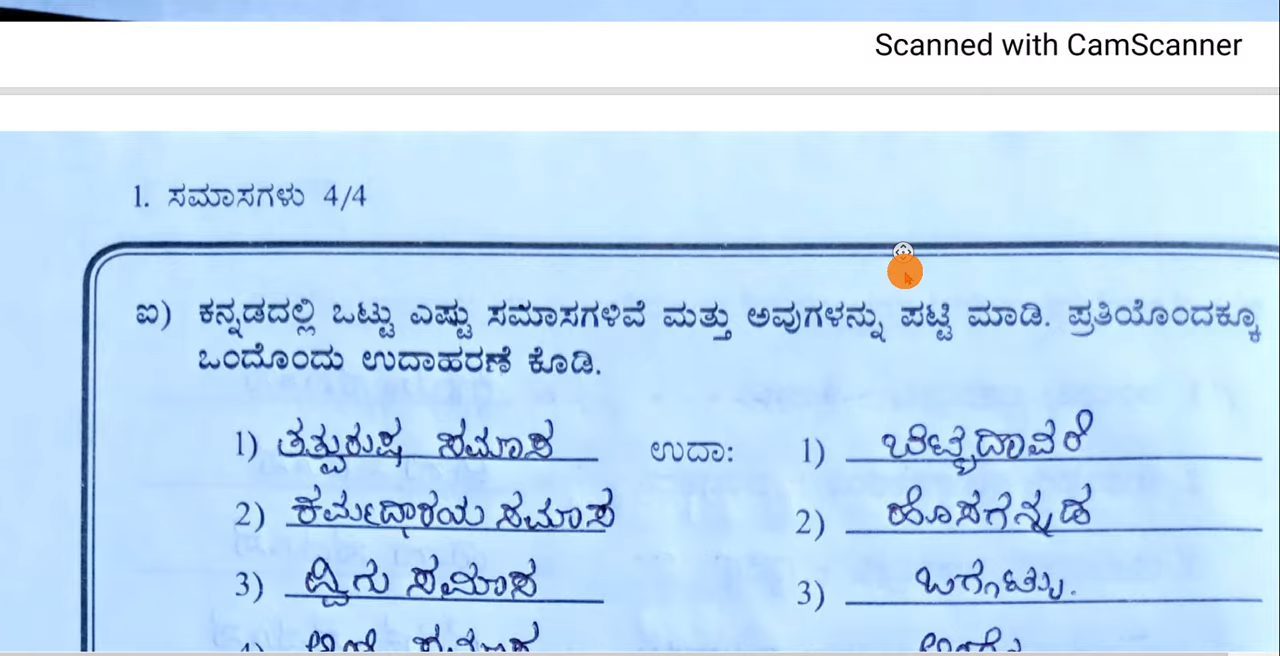 Scanned with CamScanner
1. ಸಮಾಸಗಳು 4/4
ಐ) ಕನ್ನಡದಲ್ಲಿ ಒಟ್ಟು ಎಷ್ಟು ಸಮಾಸಗಳಿವೆ ಮತ್ತು ಅವುಗಳನ್ನು ಪಟ್ಟಿ ಮಾಡಿ. ಪ್ರತಿಯೊಂದಕ್ಕೂ
ಒಂದೊಂದು ಉದಾಹರಣೆ ಕೊಡಿ.
1) ತತ್ಪುರುಷ ಸಮಾಸ ಉದಾ: 1) ಬೆಟ್ಟದಾವರೆ
2) ಕರ್ಮಧಾರಯ ಸಮಾಸ 2) ಹೊಸಗನ್ನಡ
3) ದ್ವಿಗು ಸಮಾಸ 3) ಒಗ್ಗಟ್ಟು.